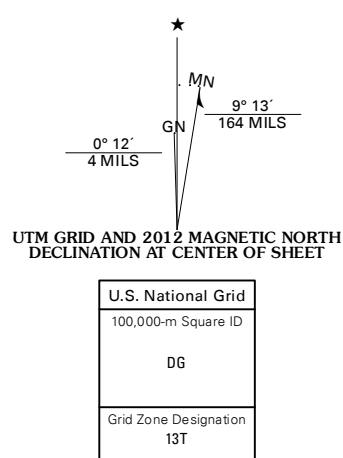 ★
MN
9° 13´
164 MILS
GN
0° 12´
4 MILS
UTM GRID AND 2012 MAGNETIC NORTH
DECLINATION AT CENTER OF SHEET
U.S. National Grid
100,000-m Square ID
DG
Grid Zone Designation
13T